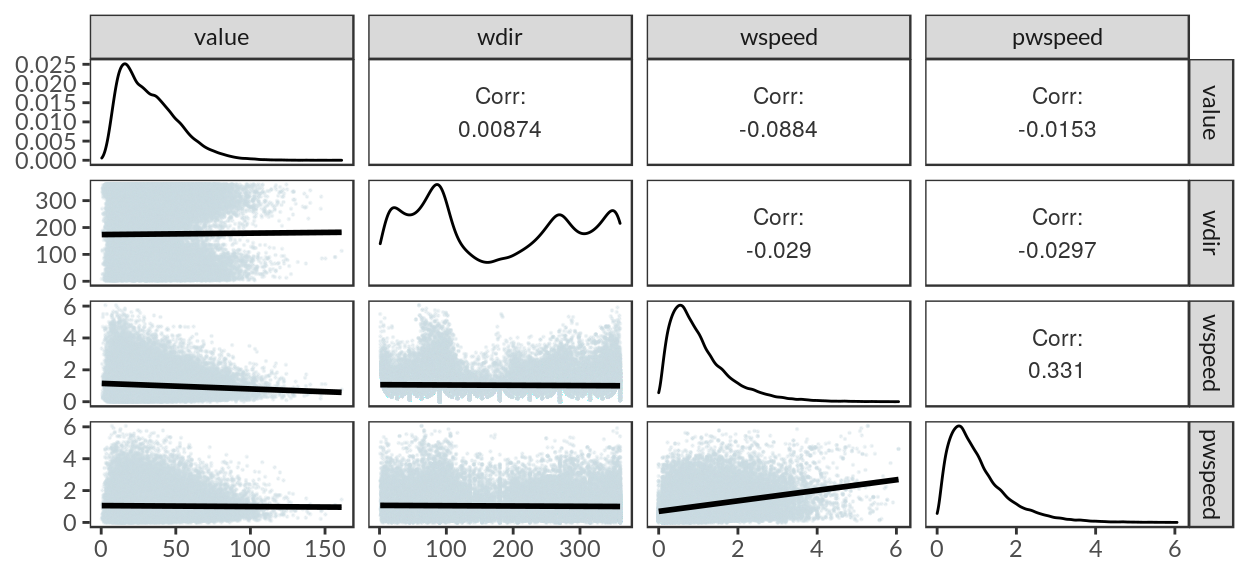 value wdir wspeed pwspeed
0.025
0.020
0.015
0.010
0.005
0.000
Corr:
0.00874
Corr:
-0.0884
Corr:
-0.0153
value
300
200
100
0
Corr:
-0.029
Corr:
-0.0297
wdir
6
4
2
0
Corr:
0.331
wspeed
6
4
2
0
pwspeed
0 50 100 150 0 100 200 300 0 2 4 6 0 2 4 6